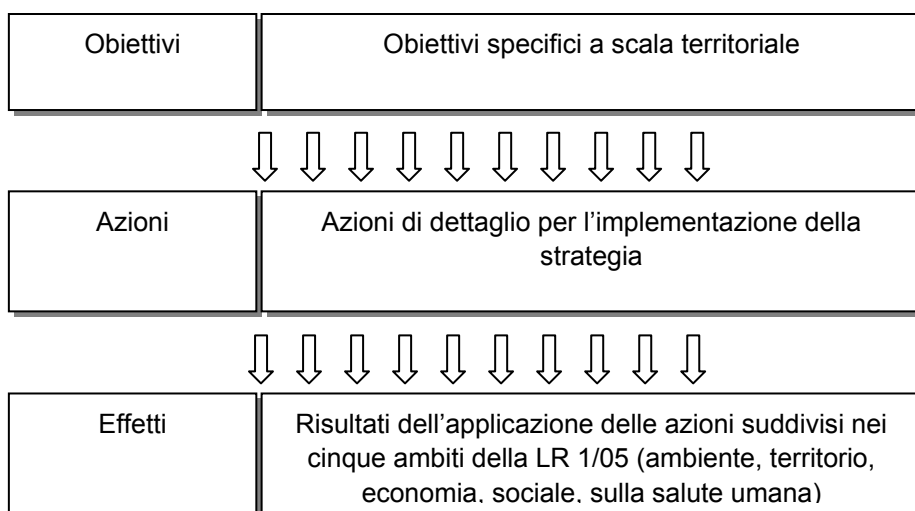 Obiettivi
Obiettivi specifici a scala territoriale
Azioni
Azioni di dettaglio per l’implementazione della
strategia
Effetti
Risultati dell’applicazione delle azioni suddivisi nei
cinque ambiti della LR 1/05 (ambiente, territorio,
economia, sociale, sulla salute umana)